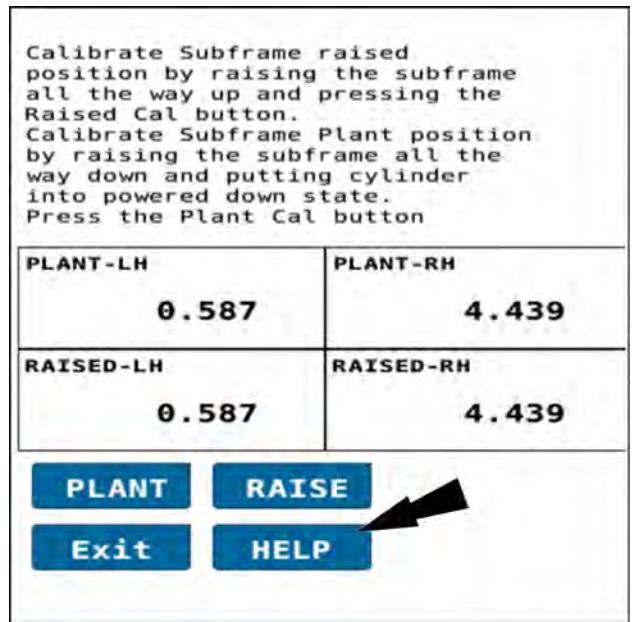 Calibrate Subframe raised
position by raising the subframe
all the way up and pressing the
Raised Cal button.
Calibrate Subframe Plant position
by raising the subframe all the
way down and putting cylinder
into powered down state.
Press the Plant Cal button
PLANT-LH PLANT-RH
0.587 4.439
RAISED-LH RAISED-RH
0.587 4.439
PLANT RAISE
Exit HELP